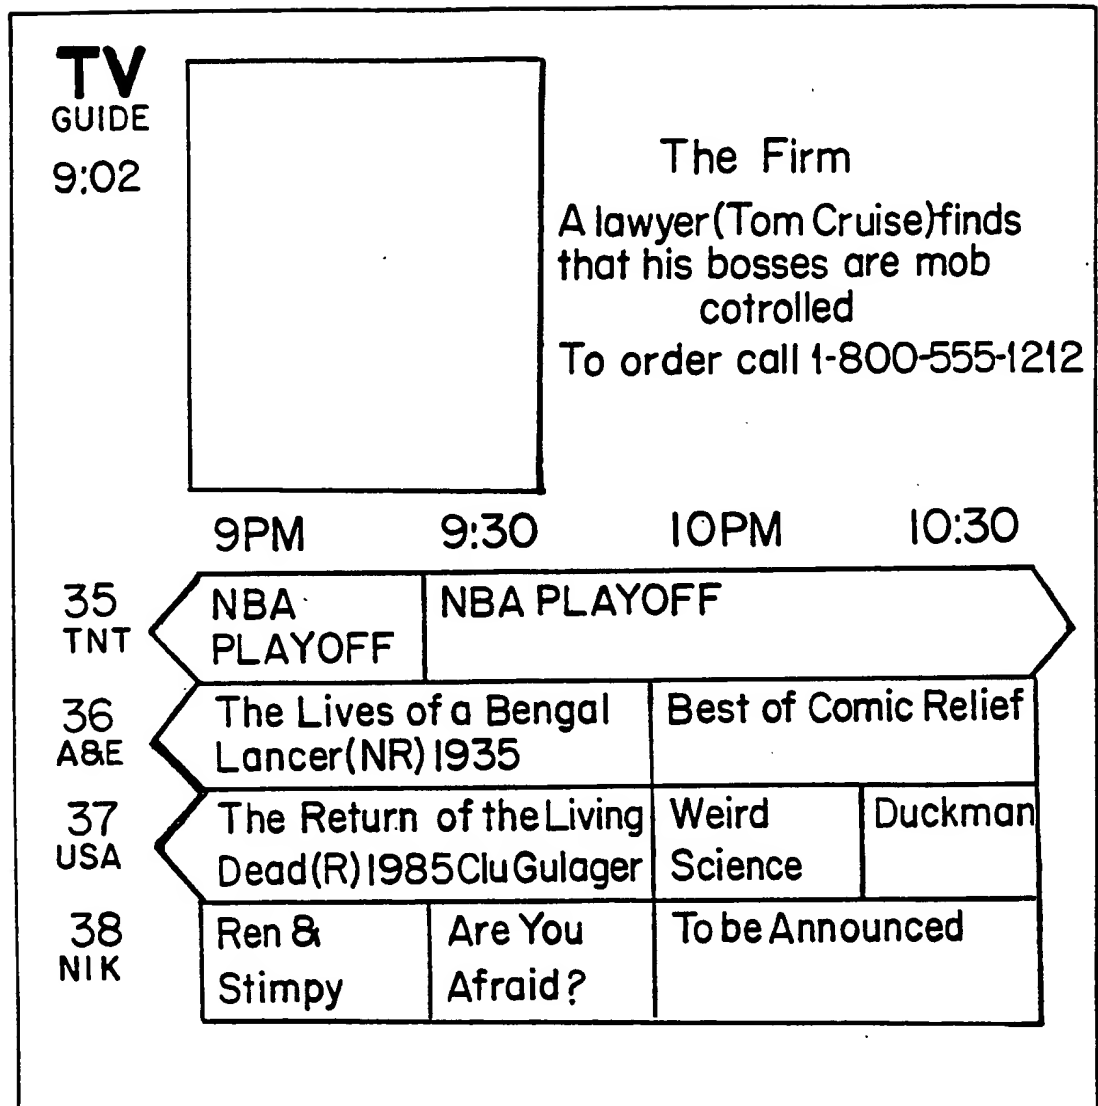 TV
GUIDE
9:02
The Firm
A lawyer(Tom Cruise)finds
that his bosses are mob
cotrolled
To order call 1-800-555-1212
9PM 9:30 10PM 10:30
35
TNT
NBA
PLAYOFF
NBA PLAYOFF
36
A&E
The Lives of a Bengal
Lancer(NR) 1935
Best of Comic Relief
37
USA
The Return of the Living
Dead(R) 1985 Clu Gulager
Weird
Science
Duckman
38
NIK
Ren &
Stimpy
Are You
Afraid?
To be Announced